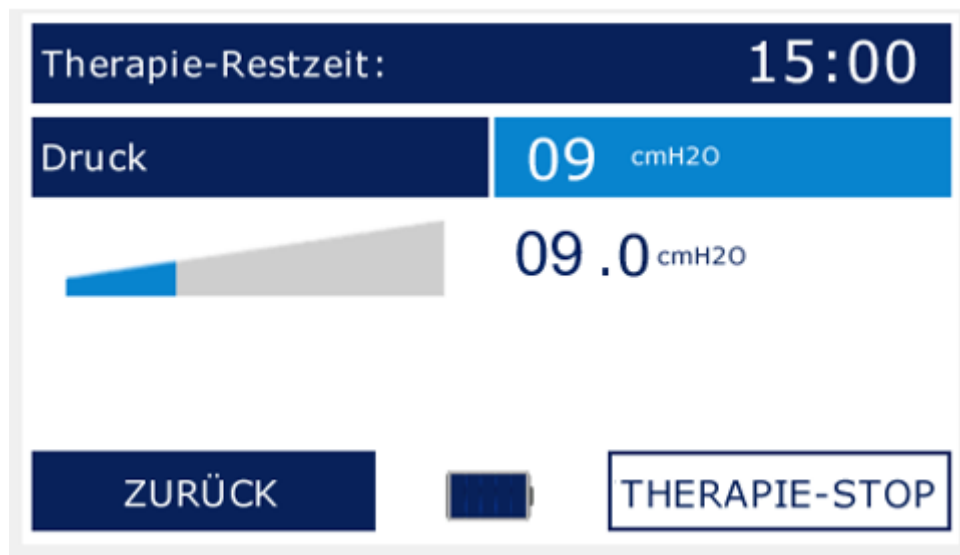 Therapie-Restzeit: 15:00
Druck 09 cmH2O
09 .0 cmH2O
ZURÜCK THERAPIE-STOP